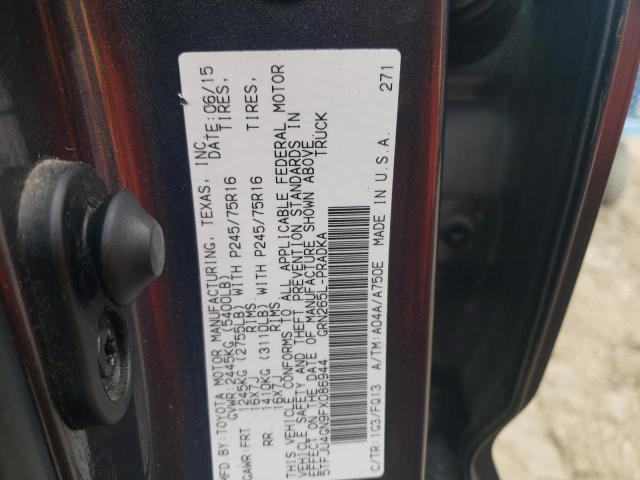 MFD. BY: TOYOTA MOTOR MANUFACTURING, TEXAS, INC.
DATE: 06/15
GVWR: 2445KG (5400LB)
GAWR: FRT. 1245KG (2755LB) WITH P245/75R16 TIRES,
16X7J RIMS.
RR. 1410KG (3110LB) WITH P245/75R16 TIRES,
16X7J RIMS.
THIS VEHICLE CONFORMS TO ALL APPLICABLE FEDERAL MOTOR
VEHICLE SAFETY AND THEFT PREVENTION STANDARDS IN
EFFECT ON THE DATE OF MANUFACTURE SHOWN ABOVE
5TFJU4GN9FX086944 GRN265L-PRADKA TRUCK
C/TR: 1G3/FQ13 A/TM: A04A/A750E MADE IN U.S.A. 271